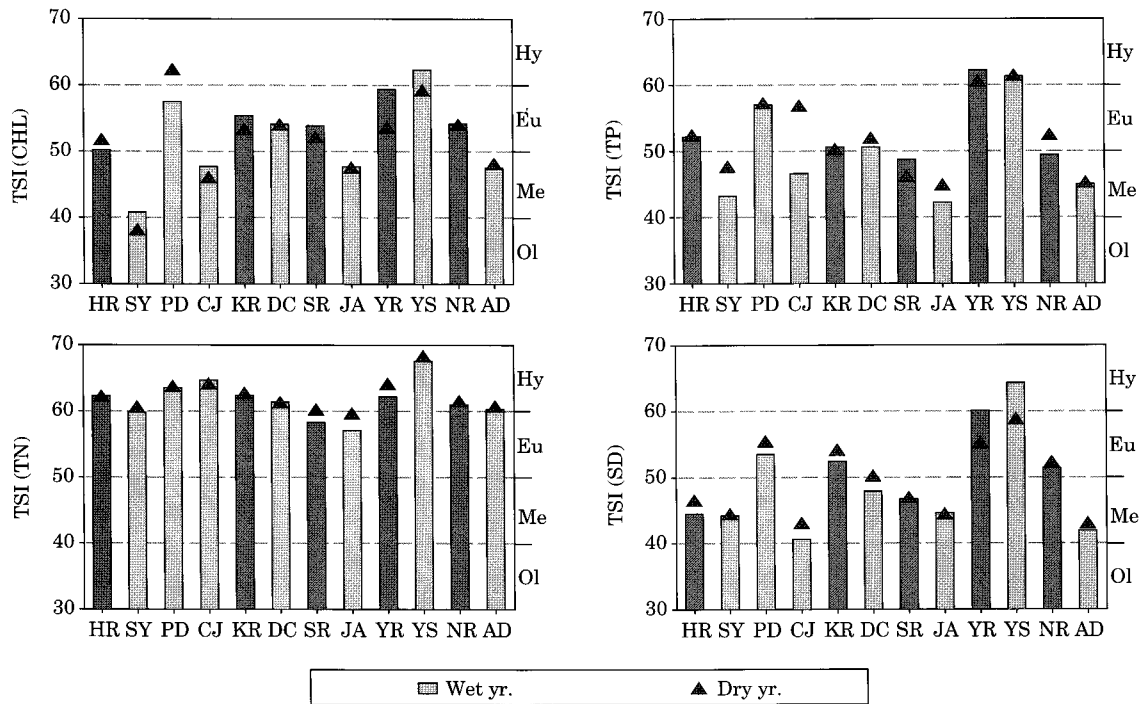 70
60
50
40
30
TSI (CHL)
Hy
Eu
Me
Ol
HR SY PD CJ KR DC SR JA YR YS NR AD
70
60
50
40
30
TSI (TP)
Hy
Eu
Me
Ol
HR SY PD CJ KR DC SR JA YR YS NR AD
70
60
50
40
30
TSI (TN)
Hy
Eu
Me
Ol
HR SY PD CJ KR DC SR JA YR YS NR AD
70
60
50
40
30
TSI (SD)
Hy
Eu
Me
Ol
HR SY PD CJ KR DC SR JA YR YS NR AD
Wet yr. Dry yr.